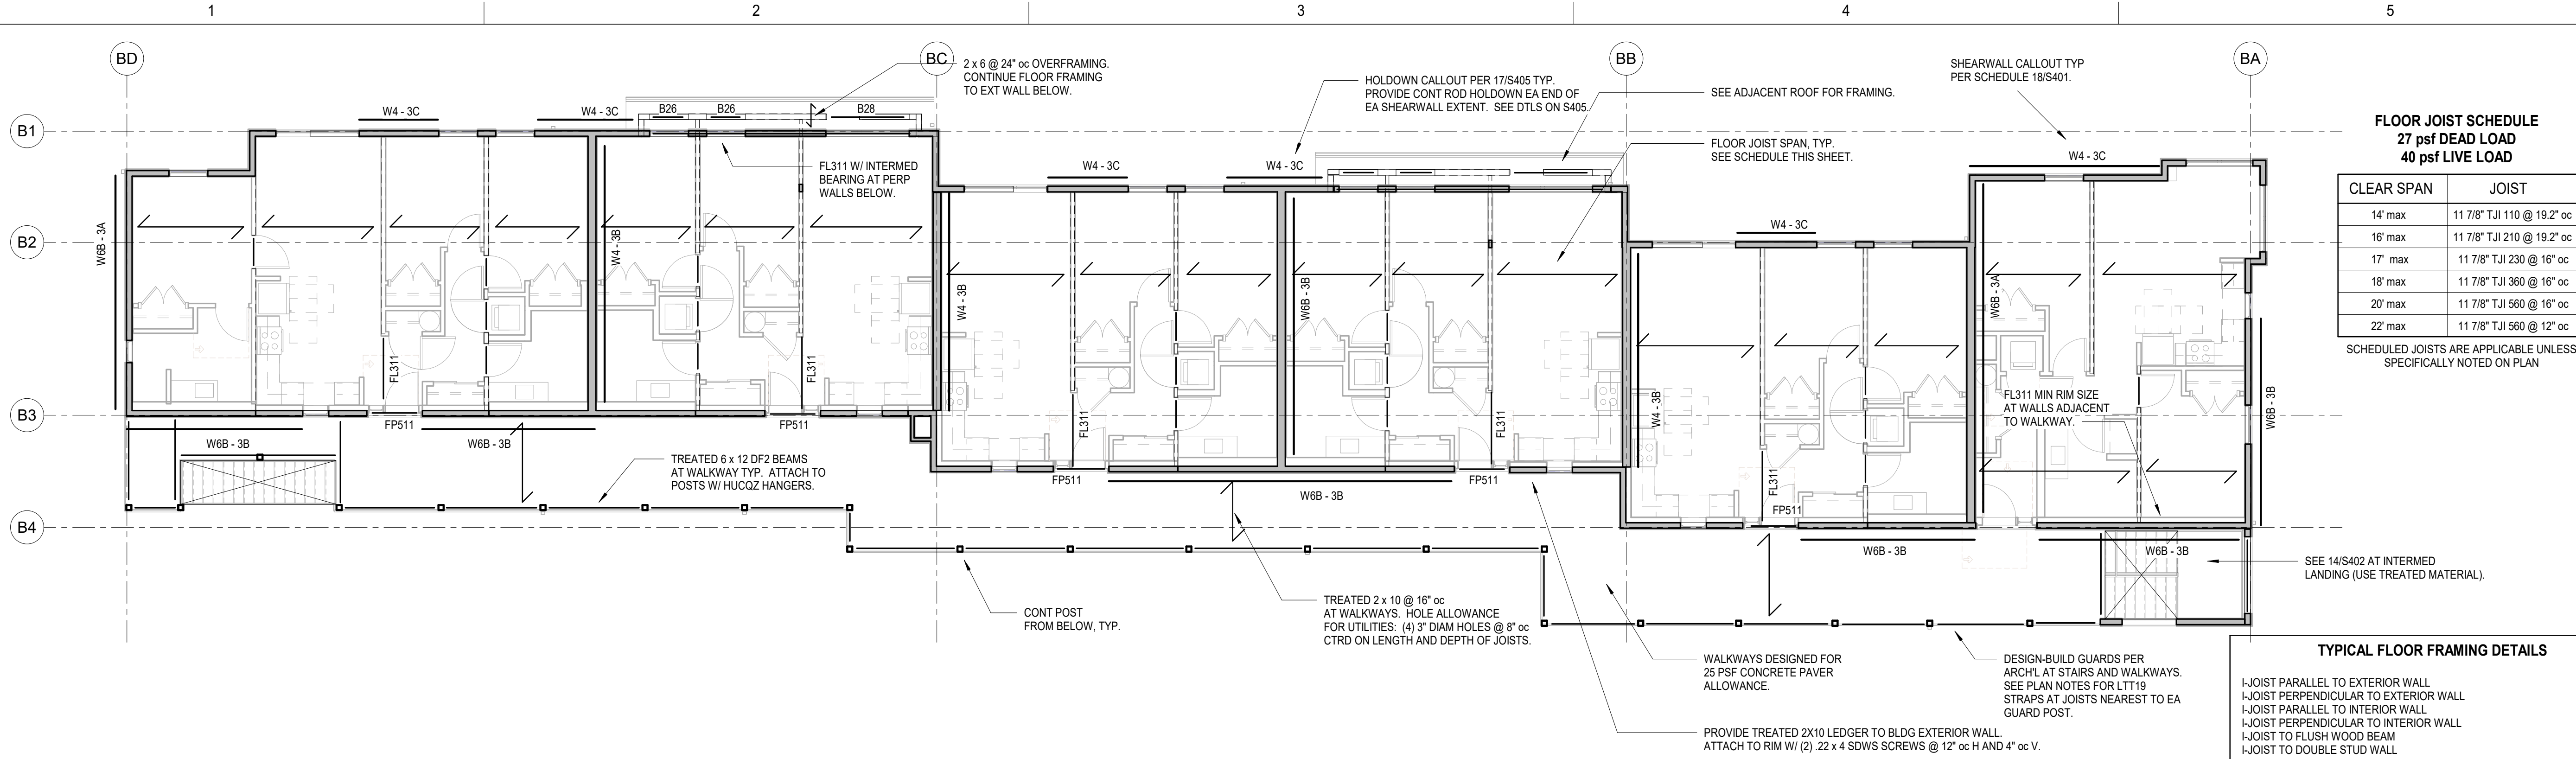 1
2
3
4
5
BD
BC
BB
BA
B1
B2
B3
B4
2 x 6 @ 24" oc OVERFRAMING.
CONTINUE FLOOR FRAMING
TO EXT WALL BELOW.
HOLDOWN CALLOUT PER 17/S405 TYP.
PROVIDE CONT ROD HOLDOWN EA END OF
EA SHEARWALL EXTENT. SEE DTLS ON S405.
SEE ADJACENT ROOF FOR FRAMING.
SHEARWALL CALLOUT TYP
PER SCHEDULE 18/S401.
FLOOR JOIST SPAN, TYP.
SEE SCHEDULE THIS SHEET.
W4 - 3C
W4 - 3C
B26
B26
B28
W4 - 3C
W4 - 3C
W4 - 3C
W4 - 3C
FL311 W/ INTERMED
BEARING AT PERP
WALLS BELOW.
W6B - 3A
W4 - 3B
W4 - 3B
W6B - 3B
W4 - 3B
W6B - 3A
W6B - 3B
FL311
FL311
FL311
FL311
FL311
FL311 MIN RIM SIZE
AT WALLS ADJACENT
TO WALKWAY.
FP511
FP511
FP511
FP511
FP511
W6B - 3B
W6B - 3B
W6B - 3B
W6B - 3B
W6B - 3B
TREATED 6 x 12 DF2 BEAMS
AT WALKWAY TYP. ATTACH TO
POSTS W/ HUCQZ HANGERS.
CONT POST
FROM BELOW, TYP.
TREATED 2 x 10 @ 16" oc
AT WALKWAYS. HOLE ALLOWANCE
FOR UTILITIES: (4) 3" DIAM HOLES @ 8" oc
CTRD ON LENGTH AND DEPTH OF JOISTS.
WALKWAYS DESIGNED FOR
25 PSF CONCRETE PAVER
ALLOWANCE.
PROVIDE TREATED 2X10 LEDGER TO BLDG EXTERIOR WALL.
ATTACH TO RIM W/ (2) .22 x 4 SDWS SCREWS @ 12" oc H AND 4" oc V.
DESIGN-BUILD GUARDS PER
ARCH'L AT STAIRS AND WALKWAYS.
SEE PLAN NOTES FOR LTT19
STRAPS AT JOISTS NEAREST TO EA
GUARD POST.
SEE 14/S402 AT INTERMED
LANDING (USE TREATED MATERIAL).
FLOOR JOIST SCHEDULE
27 psf DEAD LOAD
40 psf LIVE LOAD
CLEAR SPAN JOIST
14' max 11 7/8" TJI 110 @ 19.2" oc
16' max 11 7/8" TJI 210 @ 19.2" oc
17' max 11 7/8" TJI 230 @ 16" oc
18' max 11 7/8" TJI 360 @ 16" oc
20' max 11 7/8" TJI 560 @ 16" oc
22' max 11 7/8" TJI 560 @ 12" oc
SCHEDULED JOISTS ARE APPLICABLE UNLESS
SPECIFICALLY NOTED ON PLAN
TYPICAL FLOOR FRAMING DETAILS
I-JOIST PARALLEL TO EXTERIOR WALL
I-JOIST PERPENDICULAR TO EXTERIOR WALL
I-JOIST PARALLEL TO INTERIOR WALL
I-JOIST PERPENDICULAR TO INTERIOR WALL
I-JOIST TO FLUSH WOOD BEAM
I-JOIST TO DOUBLE STUD WALL